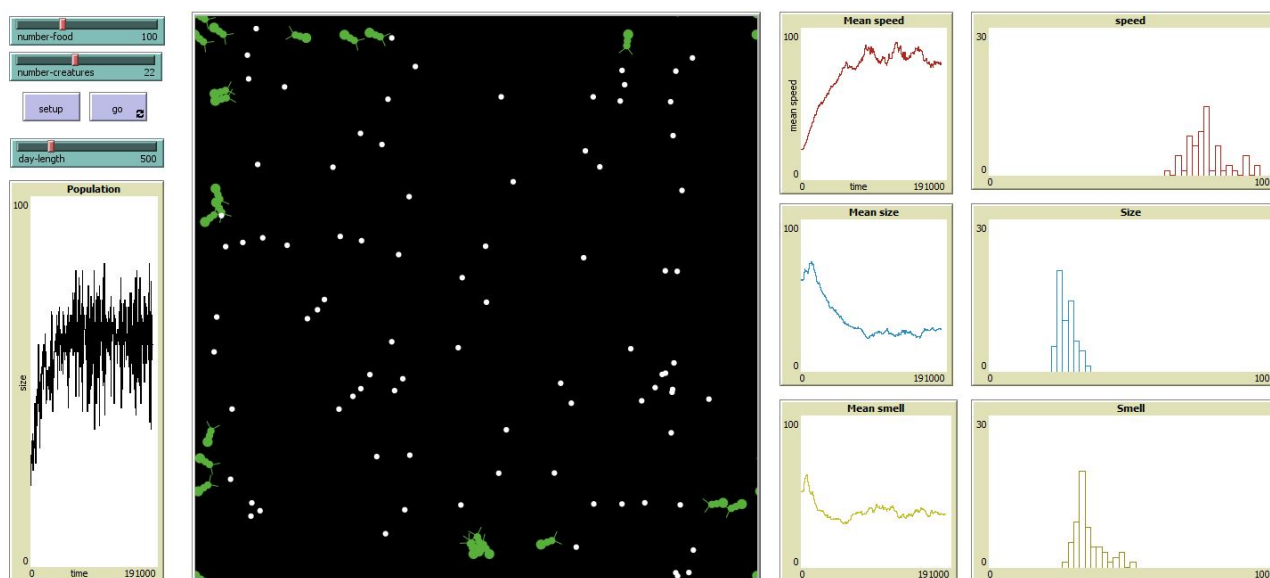 number-food 100
number-creatures 22
setup go
day-length 500
Population
100
size
0
0 time 191000
Mean speed
100
mean speed
0
0 time 191000
speed
30
0
0 100
Mean size
100
0
0 191000
Size
30
0
0 100
Mean smell
100
0
0 191000
Smell
30
0
0 100